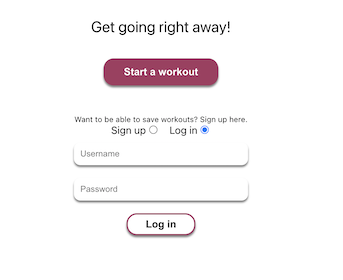 Get going right away!
Start a workout
Want to be able to save workouts? Sign up here.
Sign up Log in
Username
Password
Log in